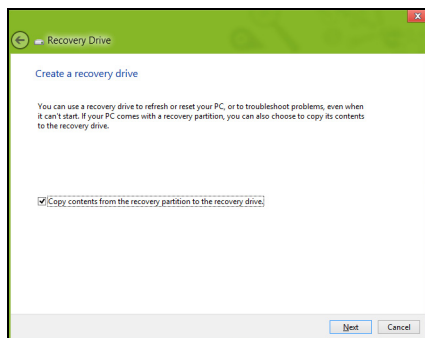 x
Recovery Drive
Create a recovery drive
You can use a recovery drive to refresh or reset your PC, or to troubleshoot problems, even when
it can't start. If your PC comes with a recovery partition, you can also choose to copy its contents
to the recovery drive.
Copy contents from the recovery partition to the recovery drive.
Next Cancel